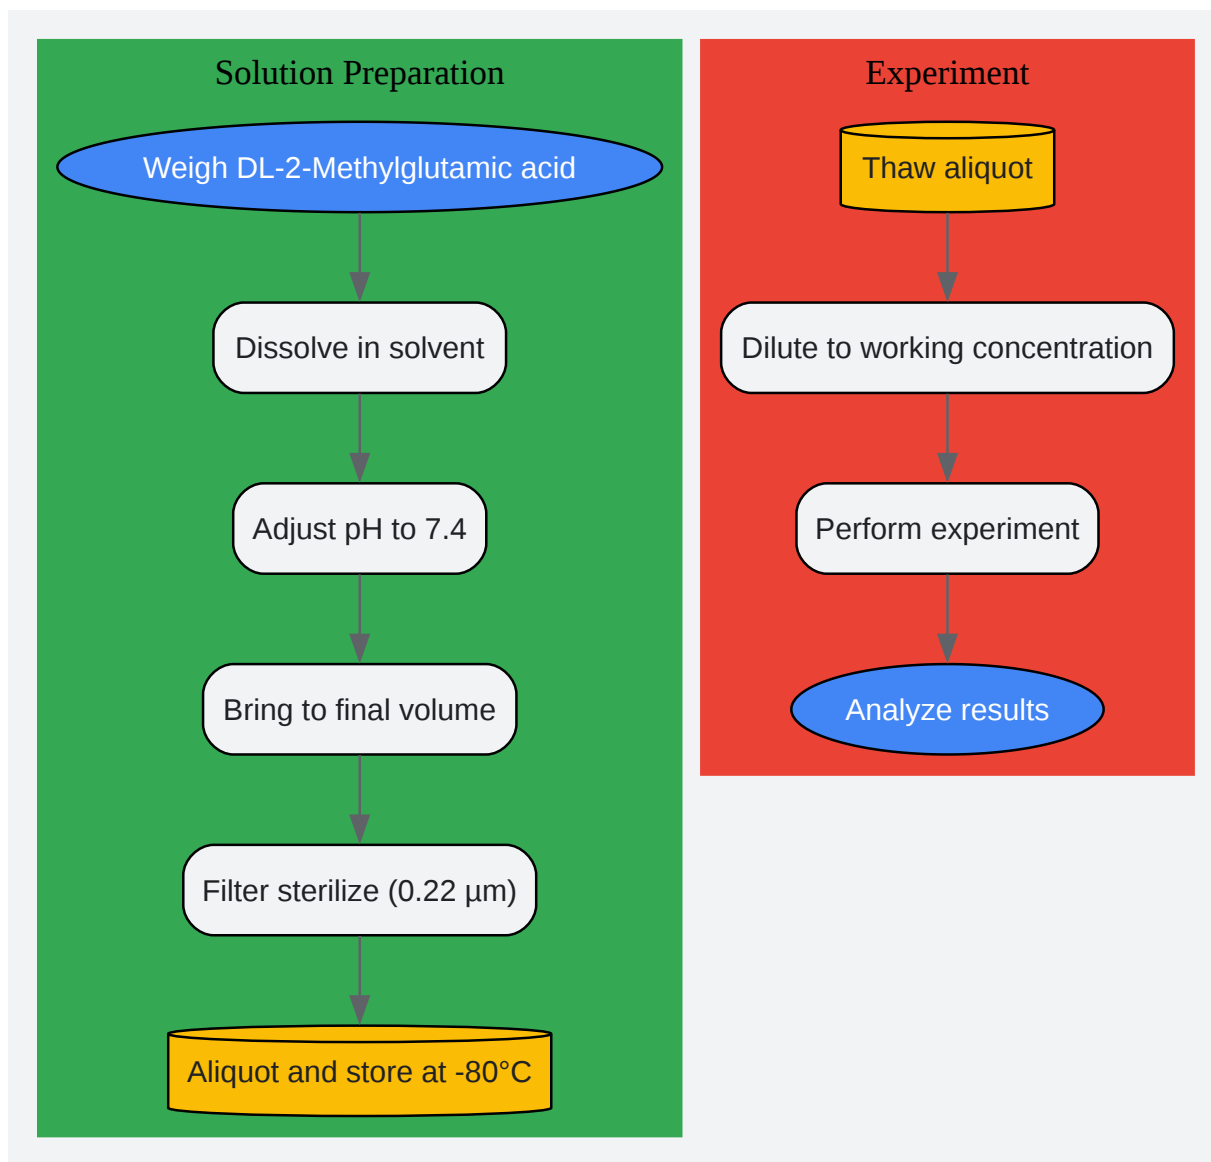 Solution Preparation
Weigh DL-2-Methylglutamic acid
Dissolve in solvent
Adjust pH to 7.4
Bring to final volume
Filter sterilize (0.22 µm)
Aliquot and store at -80°C
Experiment
Thaw aliquot
Dilute to working concentration
Perform experiment
Analyze results